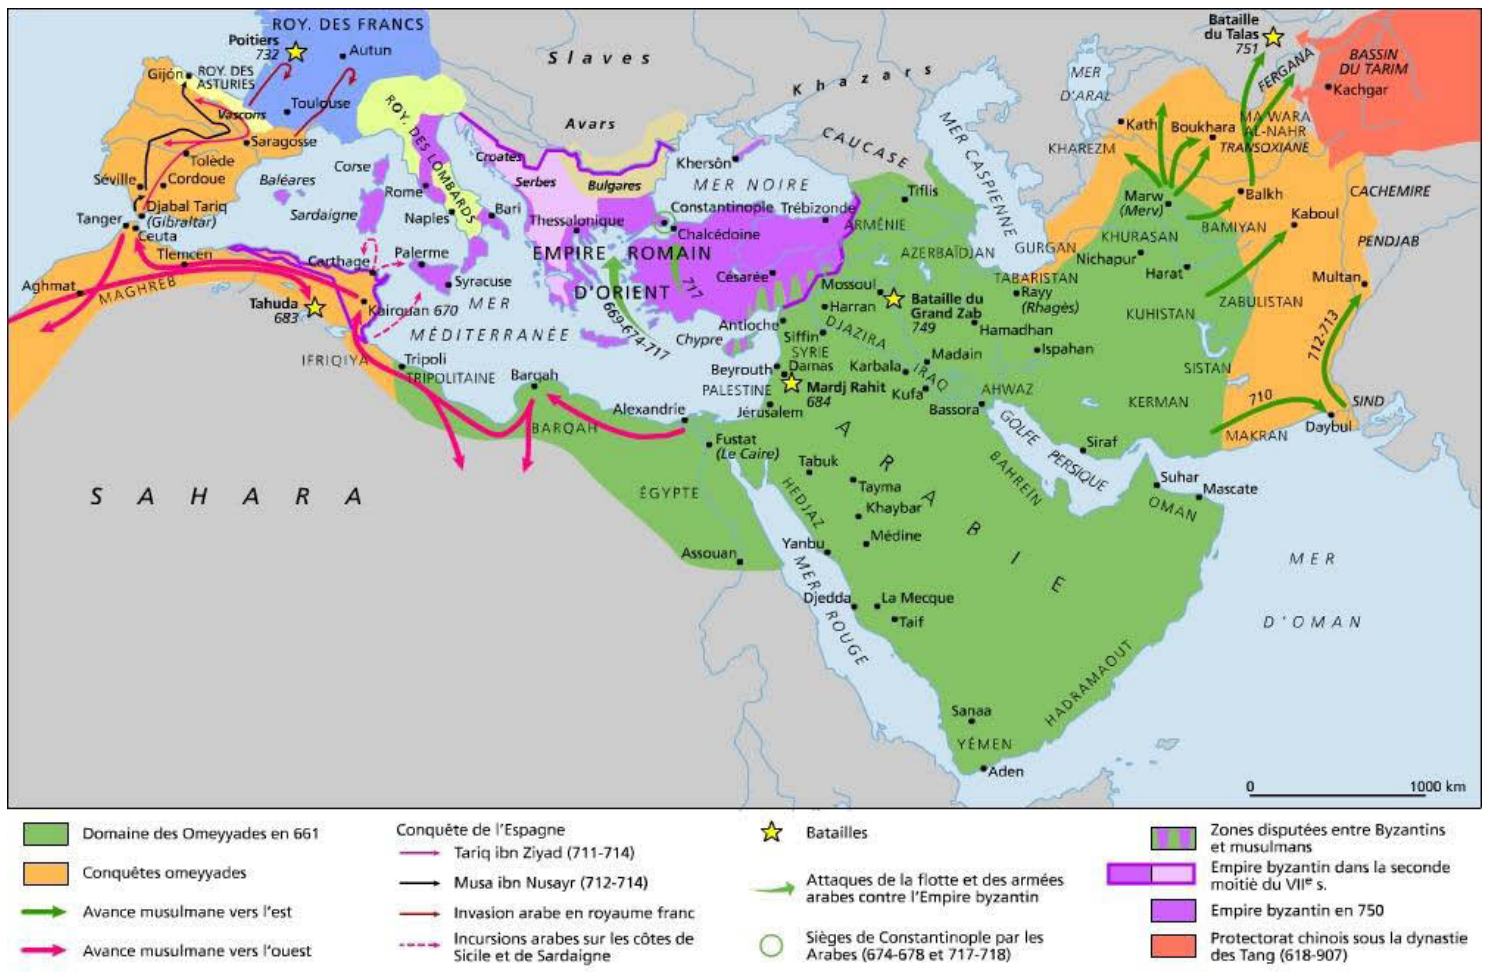 ROY. DES FRANCS
Poitiers
732
Autun
Gijón
ROY. DES
ASTURIES
Toulouse
Vascons
Saragosse
Tolède
Séville
Cordoue
Djabal Tariq
(Gibraltar)
Tanger
Ceuta
Tlemcen
Aghmat
MAGHREB
Tahuda
683
Kairouan 670
Carthage
IFRIQIYA
Tripoli
TRIPOLITAINE
Barqah
BARQAH
Baléares
Corse
Sardaigne
ROY. DES LOMBARDS
Rome
Naples
Bari
Palerme
Syracuse
MER
MÉDITERRANÉE
Slaves
Avars
Croates
Serbes
Bulgares
Khazars
Khersôn
MER NOIRE
CAUCASE
MER CASPIENNE
MER
D'ARAL
Thessalonique
Constantinople
Chalcédoine
Trébizonde
EMPIRE ROMAIN
D'ORIENT
Césarée
717
669-674-717
Chypre
Antioche
Tiflis
ARMÉNIE
AZERBAÏDJAN
GURGAN
TABARISTAN
Mossoul
Harran
Bataille du
Grand Zab
749
Siffin
DJAZIRA
SYRIE
Damas
Beyrouth
PALESTINE
Mardj Rahit
684
Jérusalem
Karbala
Madain
IRAQ
Kufa
Bassora
AHWAZ
Hamadhan
Ispahan
Rayy
(Rhagès)
Bataille
du Talas
751
FERGANA
BASSIN
DU TARIM
Kachgar
Kath
Boukhara
MA WARA
AL-NAHR
TRANSOXIANE
KHAREZM
Marw
(Merv)
Balkh
CACHEMIRE
Kaboul
BAMIYAN
KHURASAN
Nichapur
Harat
PENDJAB
Multan
ZABULISTAN
KUHISTAN
712-713
SISTAN
KERMAN
710
SIND
MAKRAN
Daybul
Alexandrie
Fustat
(Le Caire)
ÉGYPTE
Assouan
SAHARA
ARABIE
Tabuk
HEDJAZ
Tayma
Khaybar
Médine
Yanbu
MER ROUGE
Djedda
La Mecque
Taif
BAHREÏN
GOLFE PERSIQUE
Siraf
Suhar
Mascate
OMAN
MER
D'OMAN
HADRAMAOUT
Sanaa
YÉMEN
Aden
0 1000 km
Domaine des Omeyyades en 661
Conquêtes omeyyades
Avance musulmane vers l'est
Avance musulmane vers l'ouest
Conquête de l'Espagne
Tariq ibn Ziyad (711-714)
Musa ibn Nusayr (712-714)
Invasion arabe en royaume franc
Incursions arabes sur les côtes de
Sicile et de Sardaigne
Batailles
Attaques de la flotte et des armées
arabes contre l'Empire byzantin
Sièges de Constantinople par les
Arabes (674-678 et 717-718)
Zones disputées entre Byzantins
et musulmans
Empire byzantin dans la seconde
moitiè du VIIe s.
Empire byzantin en 750
Protectorat chinois sous la dynastie
des Tang (618-907)